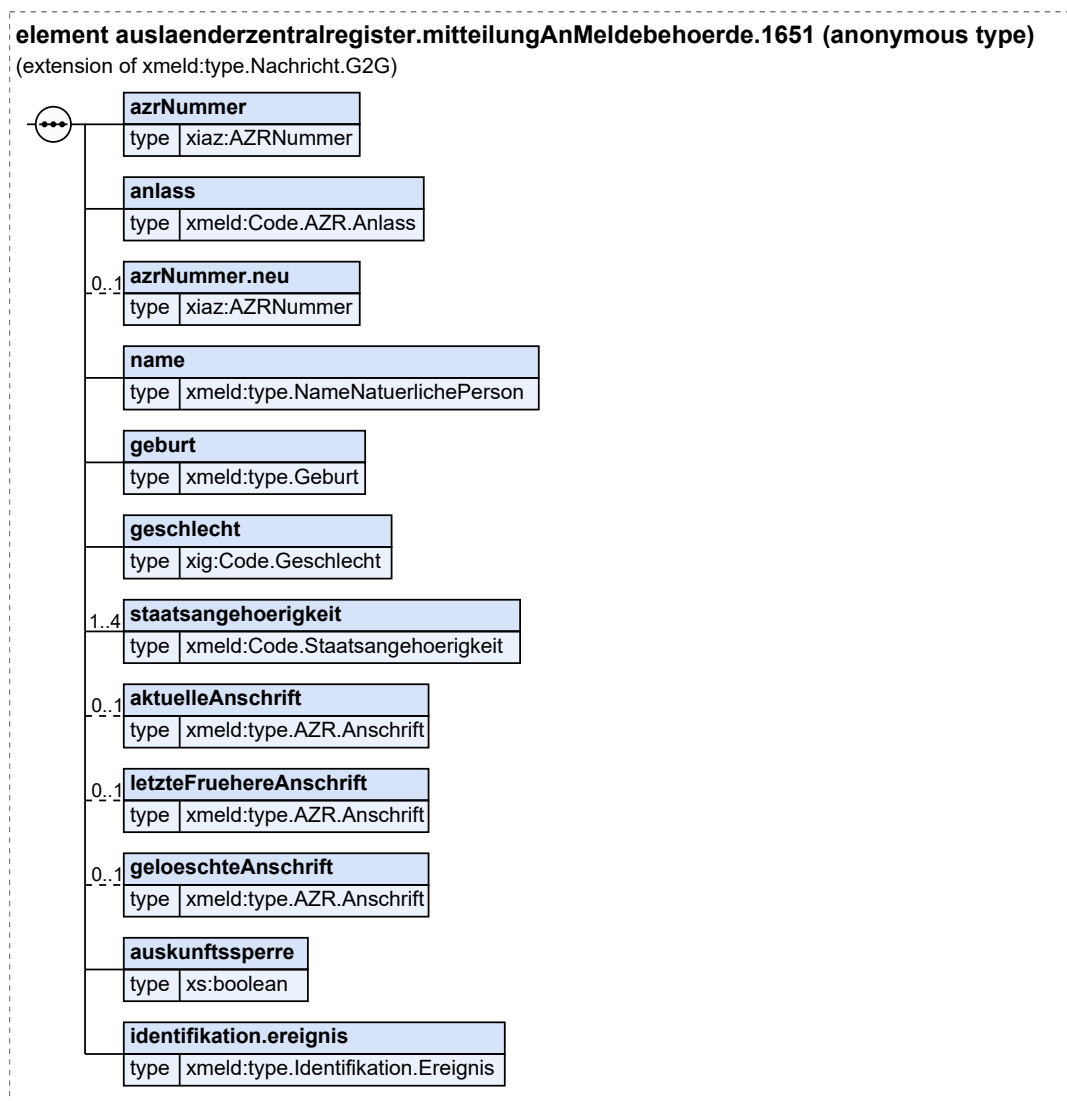 element auslaenderzentralregister.mitteilungAnMeldebehoerde.1651 (anonymous type)
(extension of xmeld:type.Nachricht.G2G)
azrNummer
type xiaz:AZRNummer
anlass
type xmeld:Code.AZR.Anlass
0..1 azrNummer.neu
type xiaz:AZRNummer
name
type xmeld:type.NameNatuerlichePerson
geburt
type xmeld:type.Geburt
geschlecht
type xig:Code.Geschlecht
1..4 staatsangehoerigkeit
type xmeld:Code.Staatsangehoerigkeit
0..1 aktuelleAnschrift
type xmeld:type.AZR.Anschrift
0..1 letzteFruehereAnschrift
type xmeld:type.AZR.Anschrift
0..1 geloeschteAnschrift
type xmeld:type.AZR.Anschrift
auskunftssperre
type xs:boolean
identifikation.ereignis
type xmeld:type.Identifikation.Ereignis